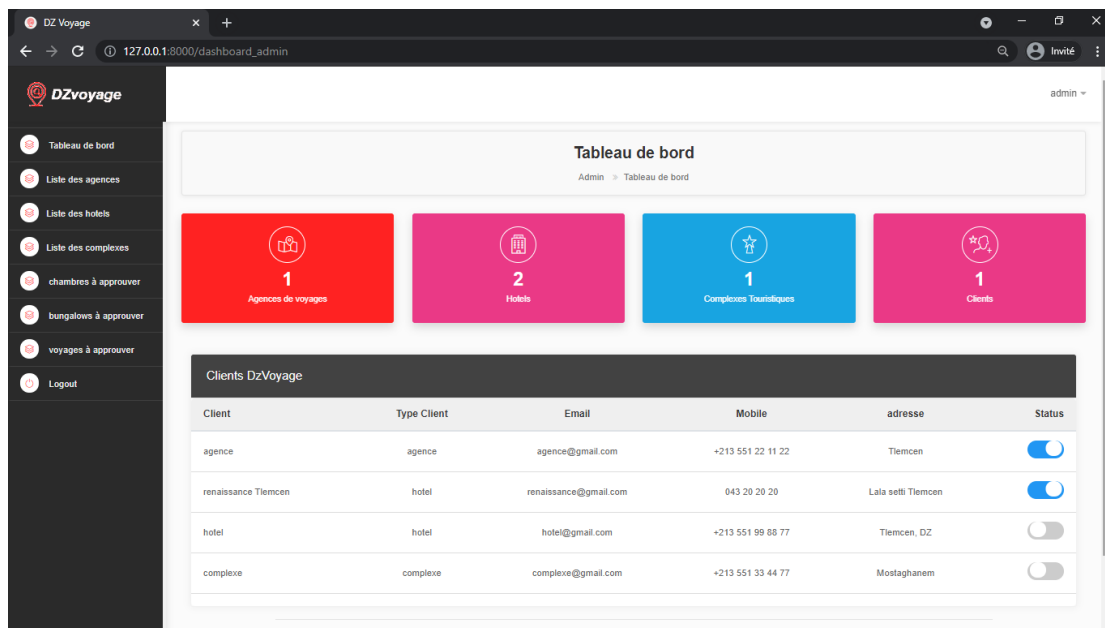 DZ Voyage
127.0.0.1:8000/dashboard_admin
Invité
DZvoyage
admin
Tableau de bord
Liste des agences
Liste des hotels
Liste des complexes
chambres à approuver
bungalows à approuver
voyages à approuver
Logout
Tableau de bord
Admin » Tableau de bord
1
Agences de voyages
2
Hotels
1
Complexes Touristiques
1
Clients
Clients DzVoyage
Client Type Client Email Mobile adresse Status
agence agence agence@gmail.com +213 551 22 11 22 Tlemcen
renaissance Tlemcen hotel renaissance@gmail.com 043 20 20 20 Lala setti Tlemcen
hotel hotel hotel@gmail.com +213 551 99 88 77 Tlemcen, DZ
complexe complexe complexe@gmail.com +213 551 33 44 77 Mostaghanem